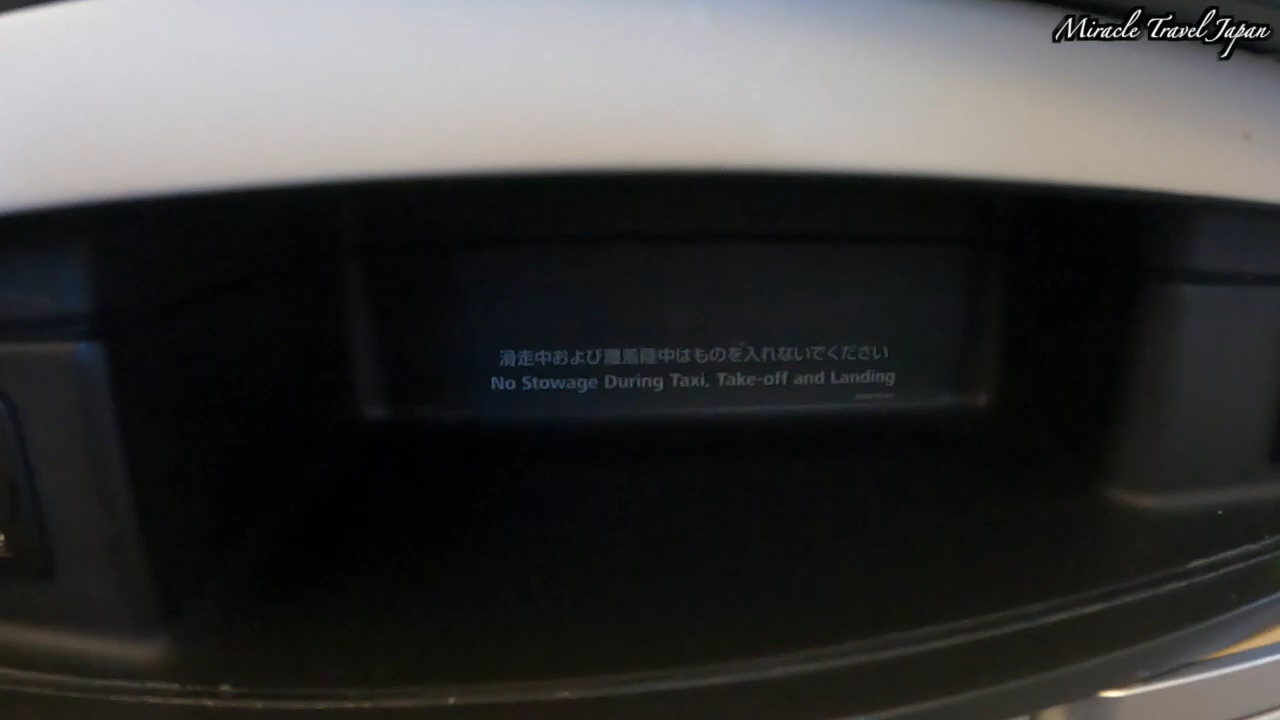 Miracle Travel Japan
滑走中および離着陸中はものを入れないでください
No Stowage During Taxi, Take-off and Landing